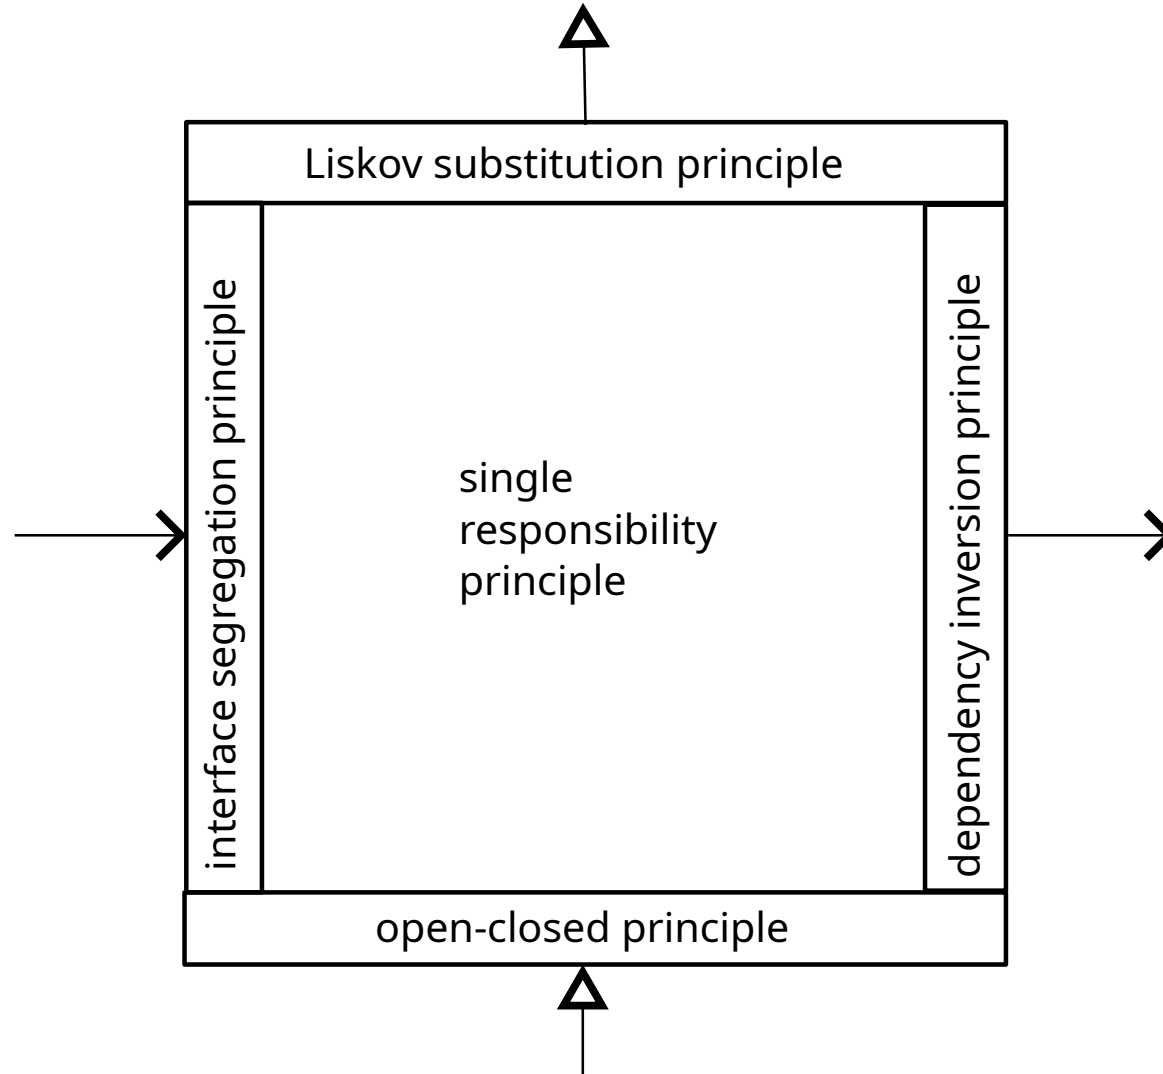 Liskov substitution principle
interface segregation principle
single
responsibility
principle
dependency inversion principle
open-closed principle